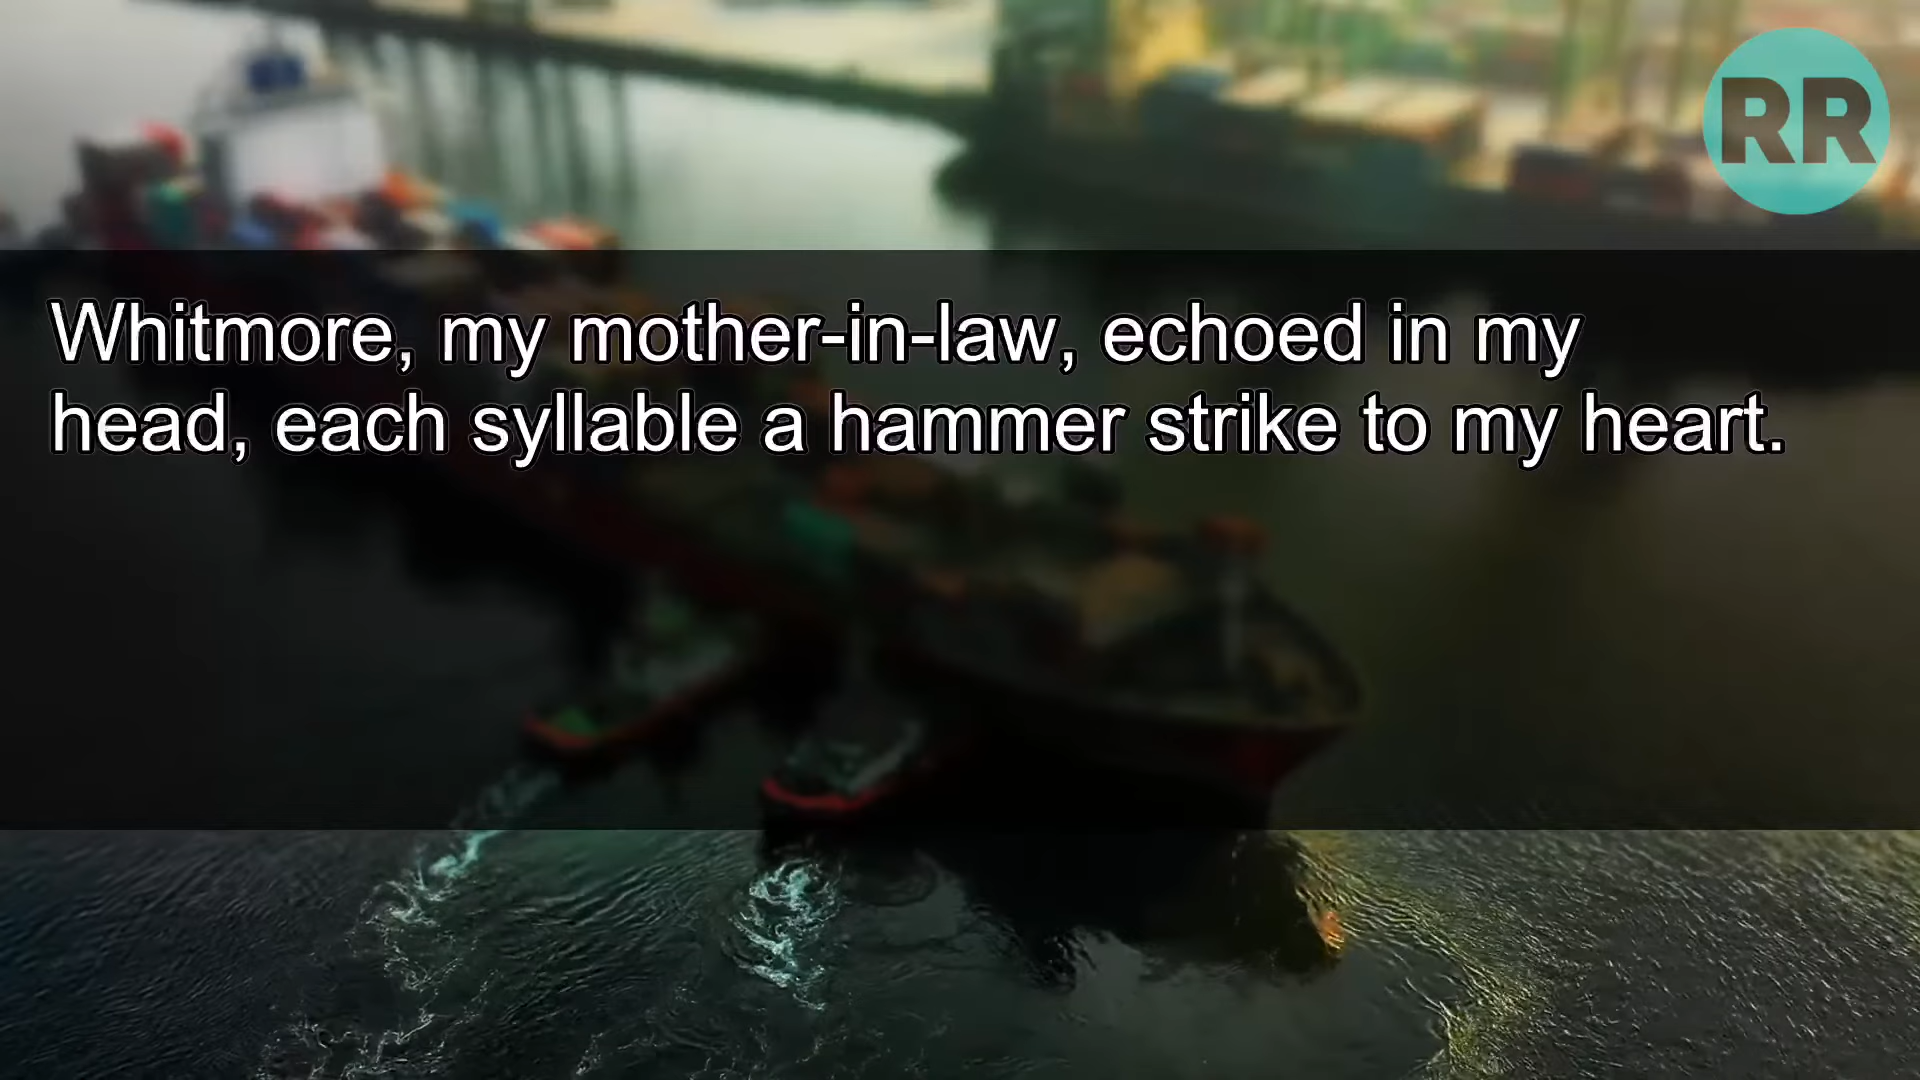 RR
Whitmore, my mother-in-law, echoed in my
head, each syllable a hammer strike to my heart.